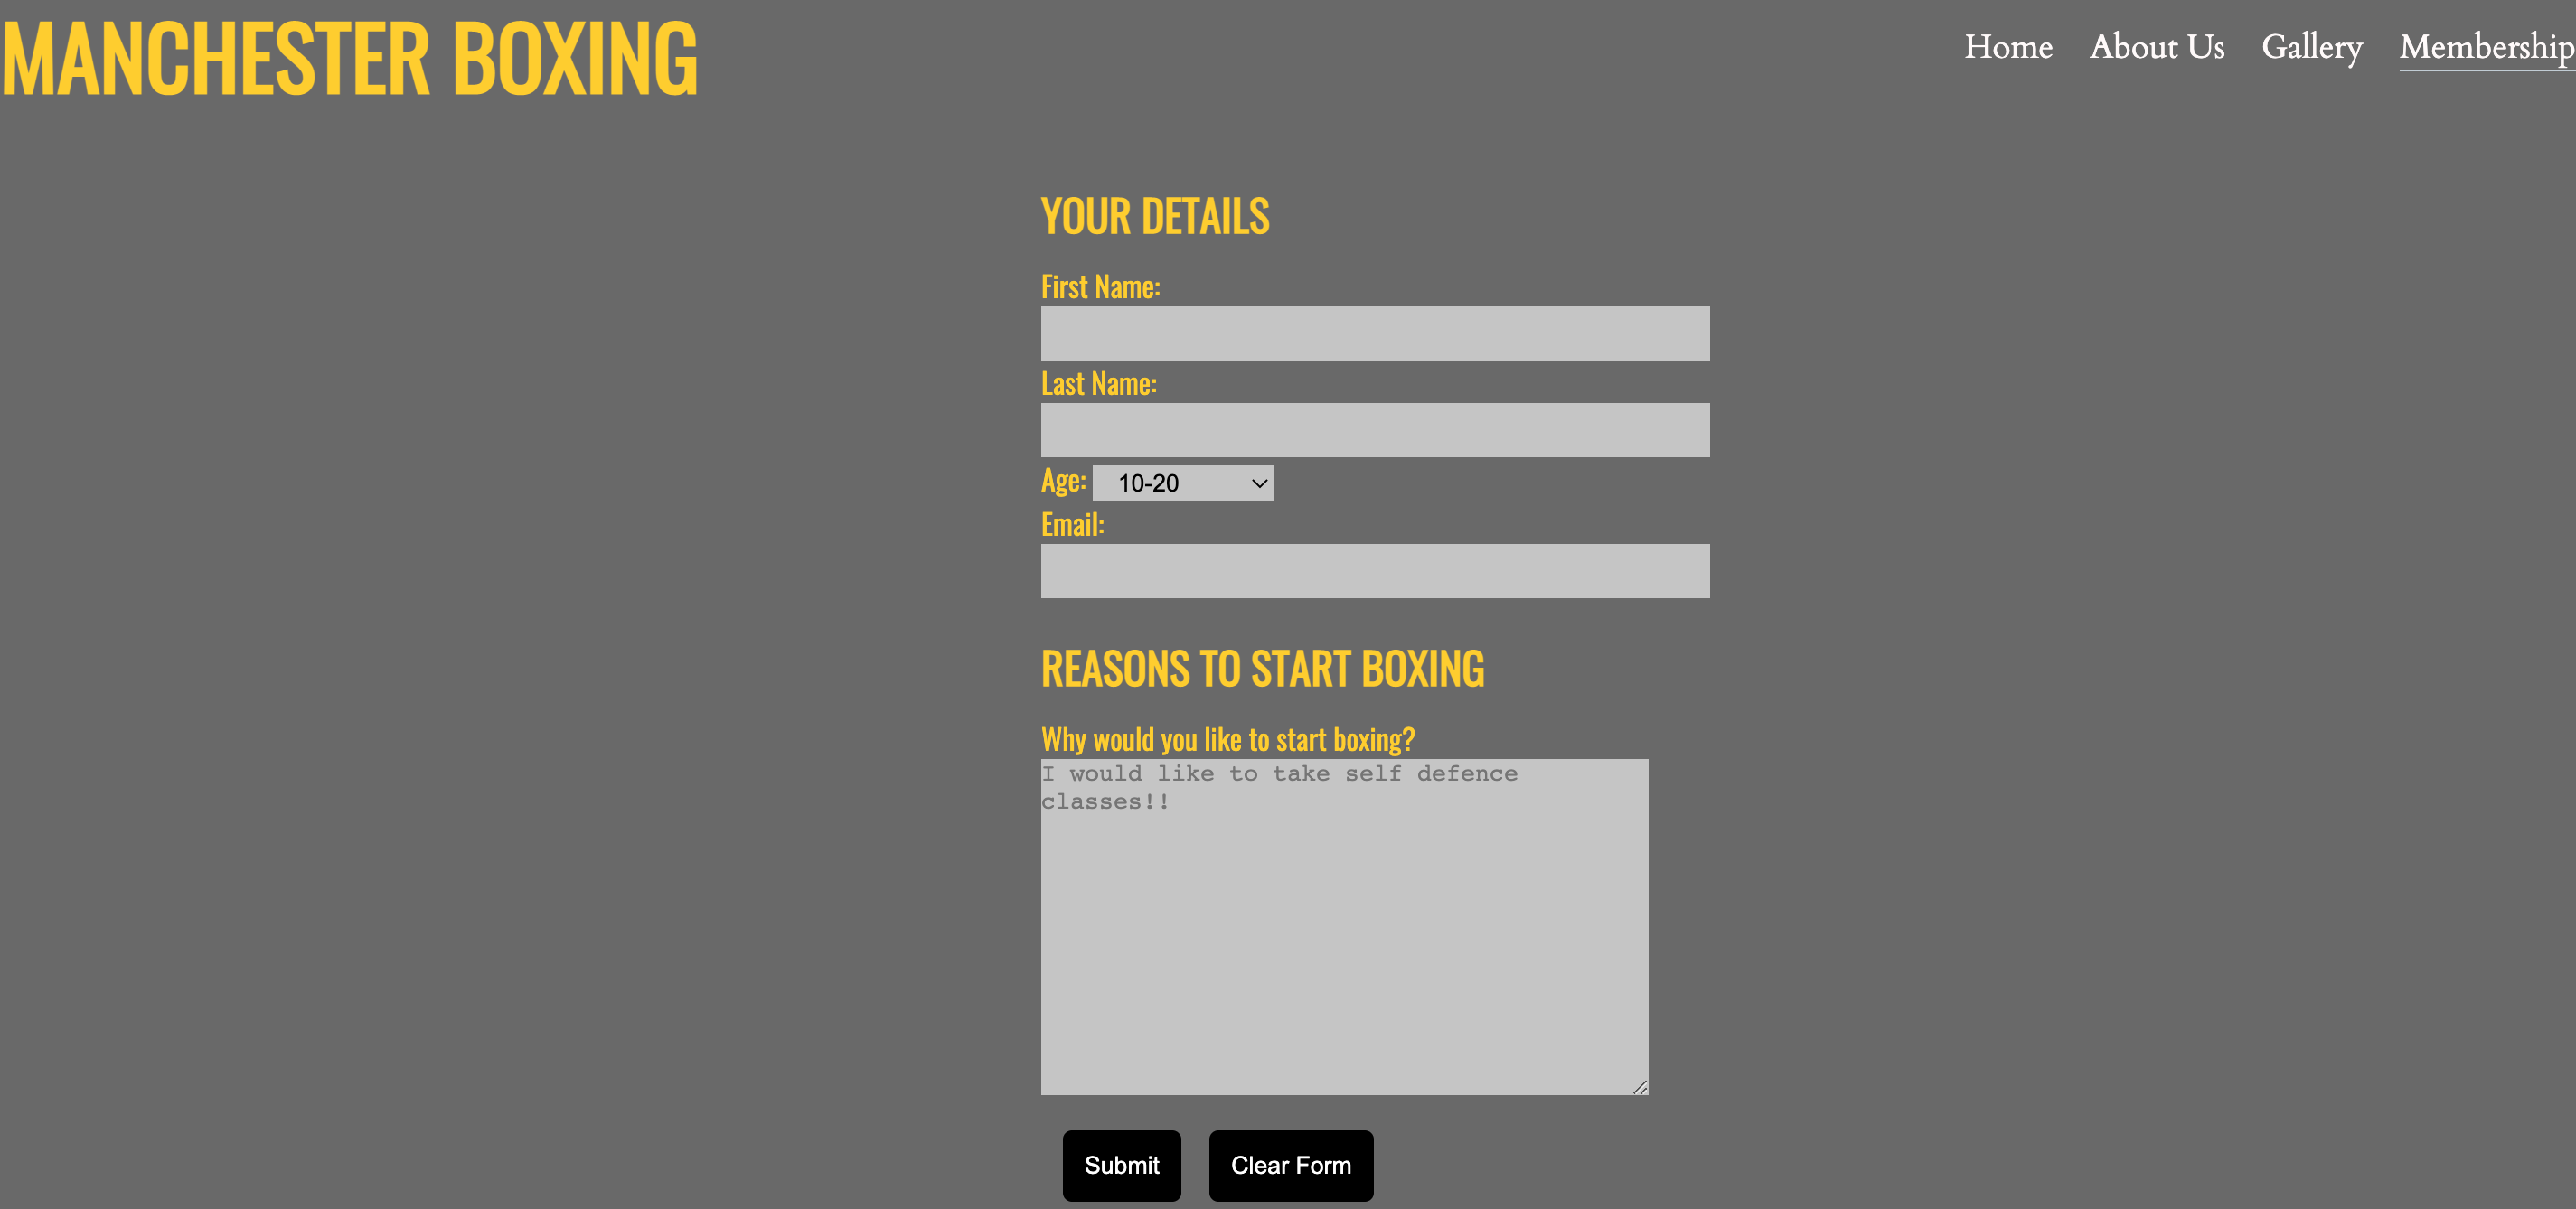 MANCHESTER BOXING
Home About Us Gallery Membership
YOUR DETAILS
First Name:
Last Name:
Age: 10-20
Email:
REASONS TO START BOXING
Why would you like to start boxing?
I would like to take self defence
classes!!
Submit Clear Form